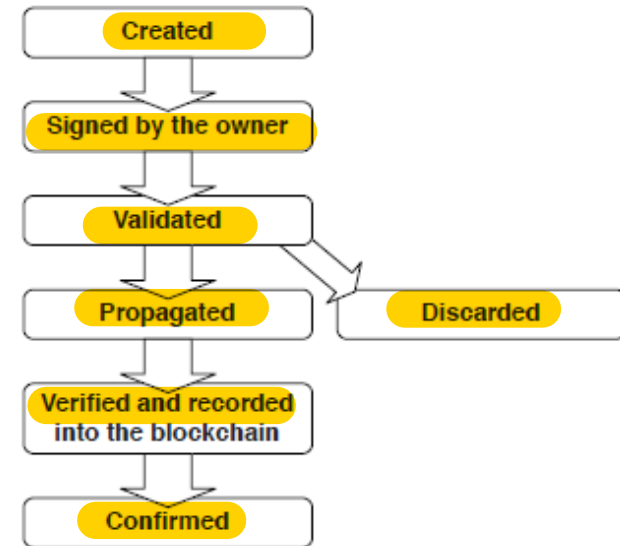 Created
Signed by the owner
Validated
Propagated
Discarded
Verified and recorded
into the blockchain
Confirmed